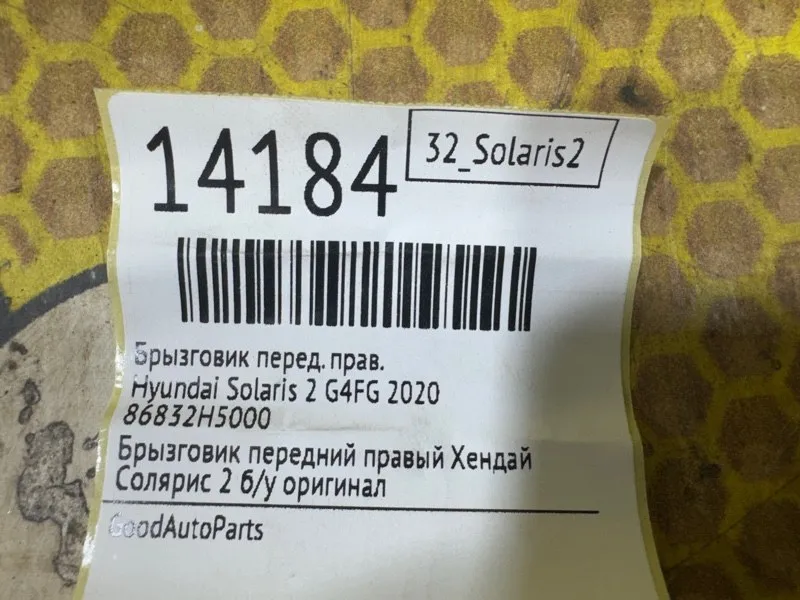 14184
32_Solaris2
Брызговик перед. прав.
Hyundai Solaris 2 G4FG 2020
86832H5000
Брызговик передний правый Хендай
Солярис 2 б/у оригинал
GoodAutoParts